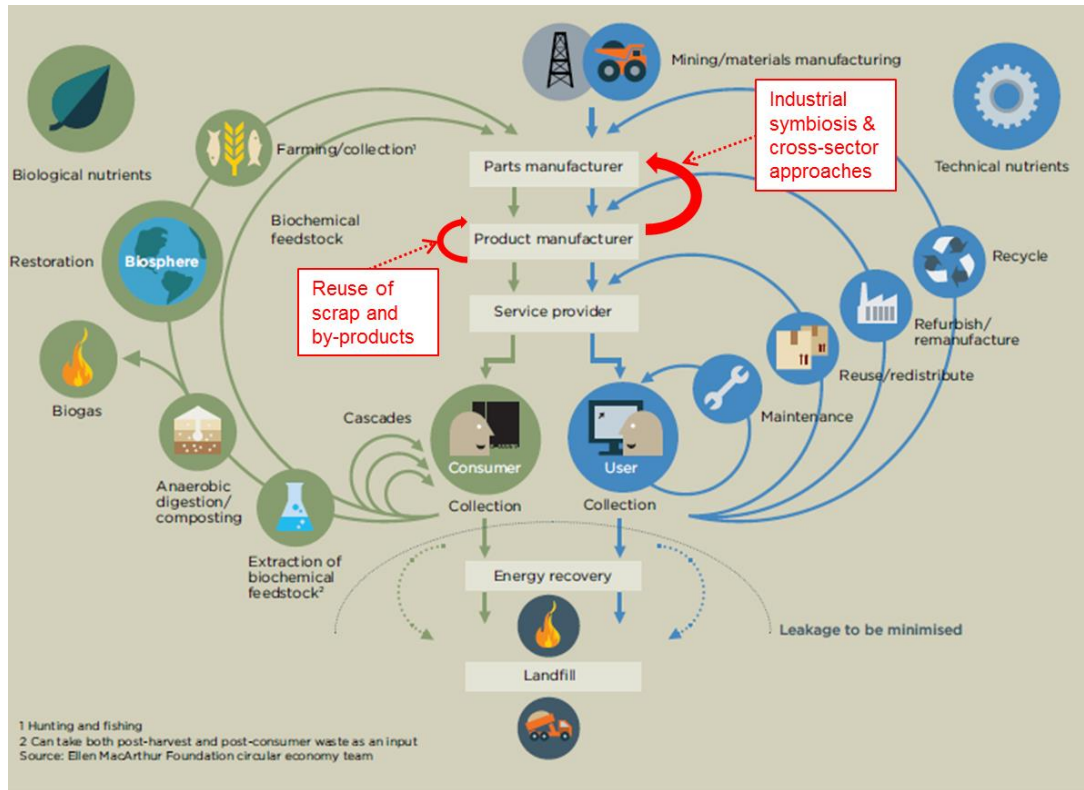 Mining/materials manufacturing
Industrial
symbiosis &
cross-sector
approaches
Biological nutrients
Farming/collection¹
Parts manufacturer
Technical nutrients
Biochemical
feedstock
Product manufacturer
Restoration
Biosphere
Recycle
Reuse of
scrap and
by-products
Service provider
Refurbish/
remanufacture
Biogas
Reuse/redistribute
Cascades
Maintenance
Consumer
User
Anaerobic
digestion/
composting
Collection
Collection
Extraction of
biochemical
feedstock²
Energy recovery
Leakage to be minimised
Landfill
1 Hunting and fishing
2 Can take both post-harvest and post-consumer waste as an input
Source: Ellen MacArthur Foundation circular economy team